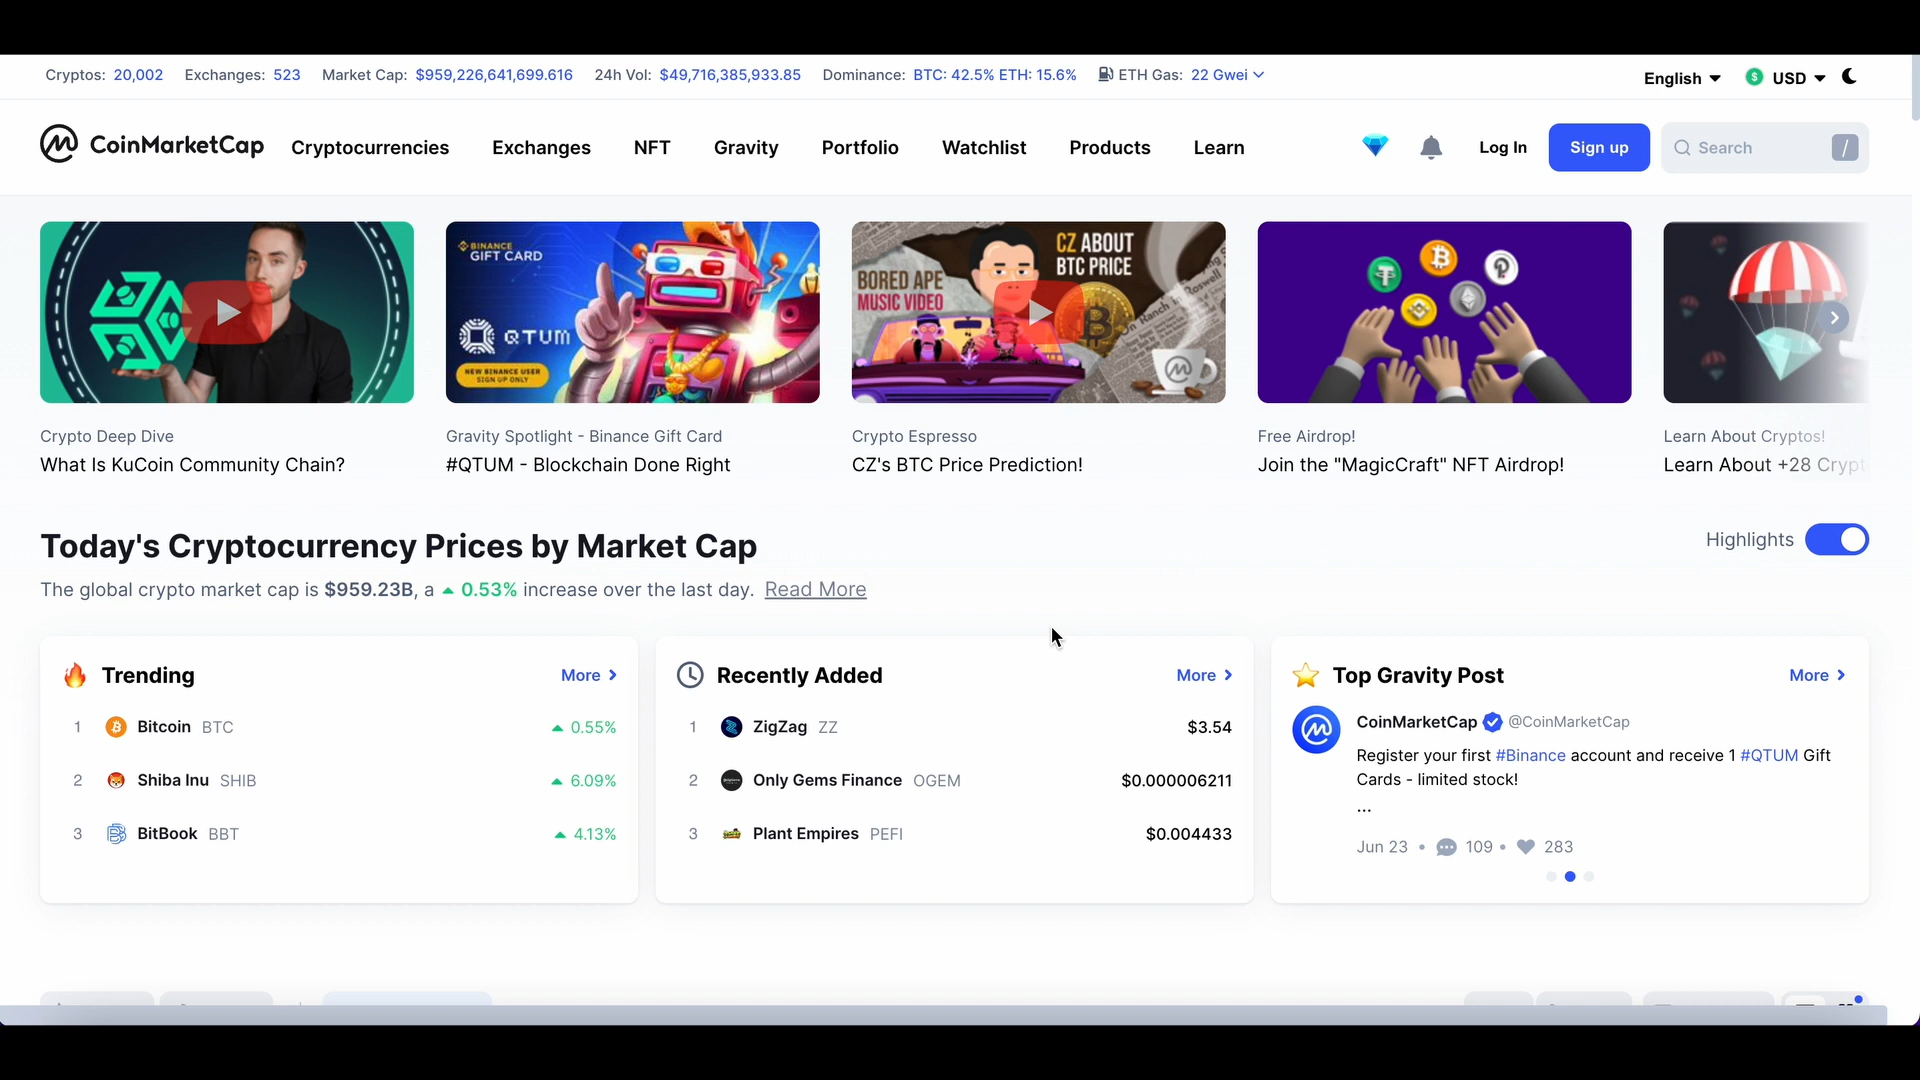 Cryptos: 20,002 Exchanges: 523 Market Cap: $959,226,641,699.616 24h Vol: $49,716,385,933.85 Dominance: BTC: 42.5% ETH: 15.6% ETH Gas: 22 Gwei
English USD
CoinMarketCap Cryptocurrencies Exchanges NFT Gravity Portfolio Watchlist Products Learn Log In Sign up Search /
BINANCE
GIFT CARD
QTUM
NEW BINANCE USER
SIGN UP ONLY
CZ ABOUT
BTC PRICE
BORED APE
MUSIC VIDEO
Crypto Deep Dive
What Is KuCoin Community Chain?
Gravity Spotlight - Binance Gift Card
#QTUM - Blockchain Done Right
Crypto Espresso
CZ's BTC Price Prediction!
Free Airdrop!
Join the "MagicCraft" NFT Airdrop!
Learn About Cryptos!
Learn About +28 Crypt
Today's Cryptocurrency Prices by Market Cap
Highlights
The global crypto market cap is $959.23B, a 0.53% increase over the last day. Read More
Trending More
1 Bitcoin BTC 0.55%
2 Shiba Inu SHIB 6.09%
3 BitBook BBT 4.13%
Recently Added More
1 ZigZag ZZ $3.54
2 Only Gems Finance OGEM $0.000006211
3 Plant Empires PEFI $0.004433
Top Gravity Post More
CoinMarketCap @CoinMarketCap
Register your first #Binance account and receive 1 #QTUM Gift
Cards - limited stock!
...
Jun 23 • 109 • 283